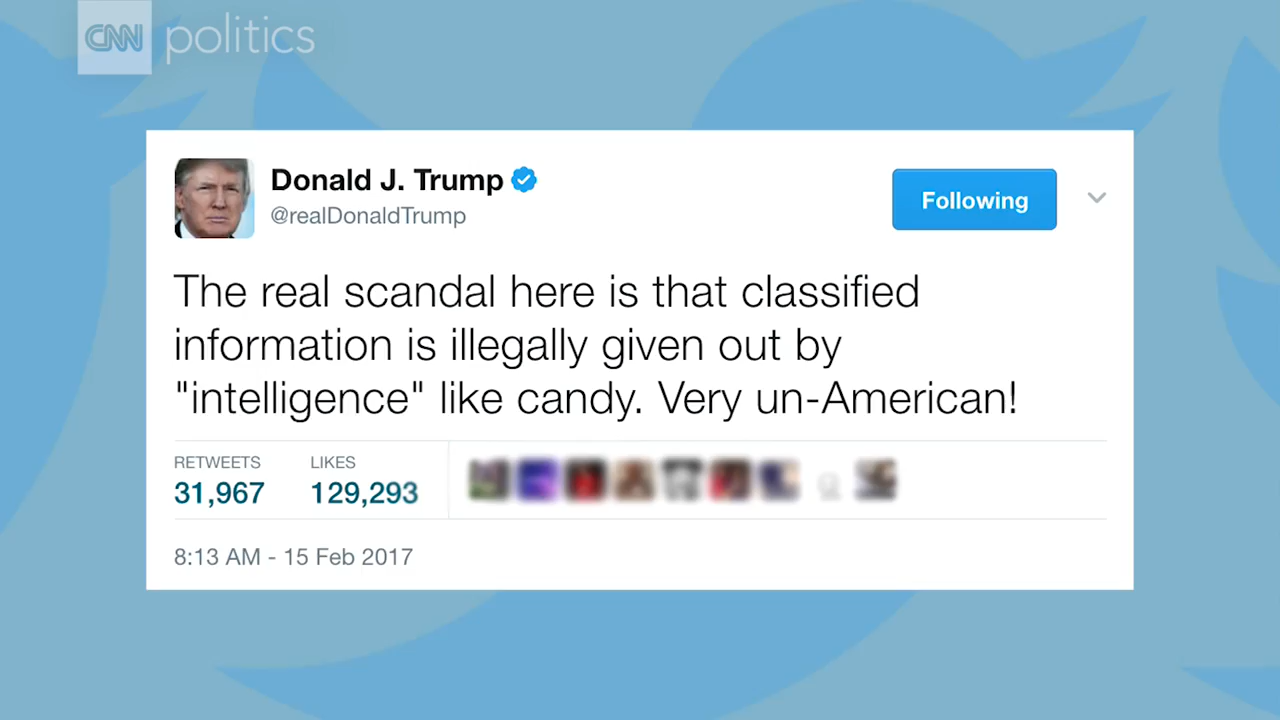 CNN politics
Donald J. Trump
@realDonaldTrump
Following
The real scandal here is that classified
information is illegally given out by
"intelligence" like candy. Very un-American!
RETWEETS LIKES
31,967 129,293
8:13 AM - 15 Feb 2017